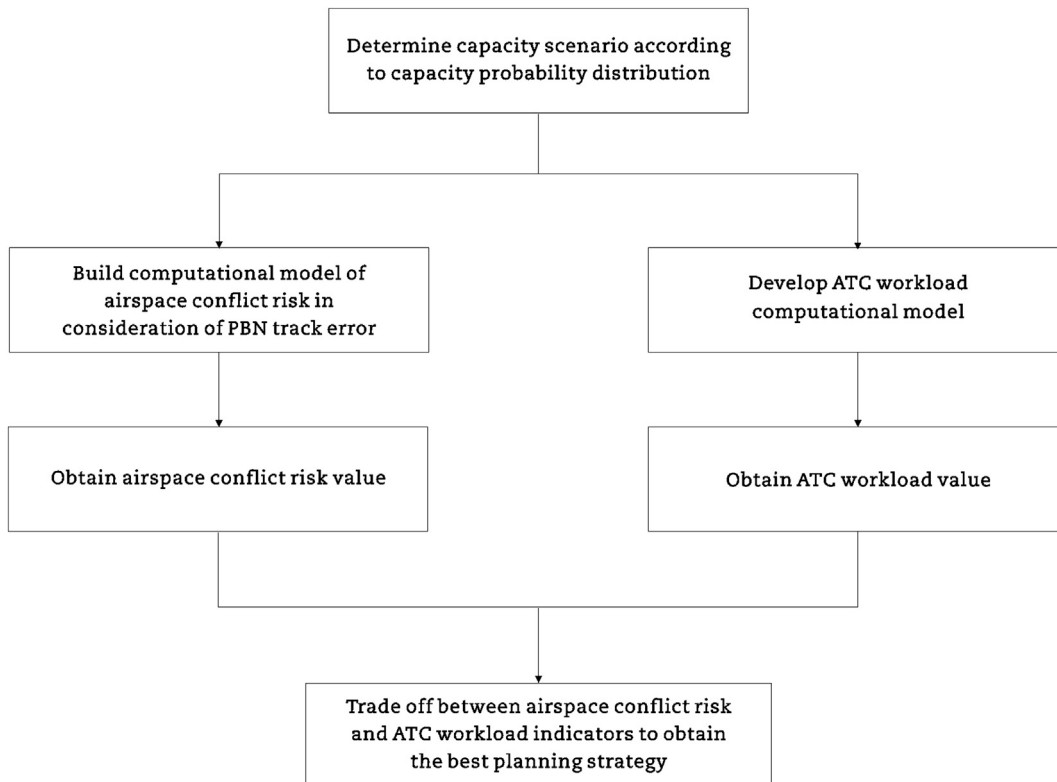 Determine capacity scenario according
to capacity probability distribution
Build computational model of
airspace conflict risk in
consideration of PBN track error
Develop ATC workload
computational model
Obtain airspace conflict risk value
Obtain ATC workload value
Trade off between airspace conflict risk
and ATC workload indicators to obtain
the best planning strategy